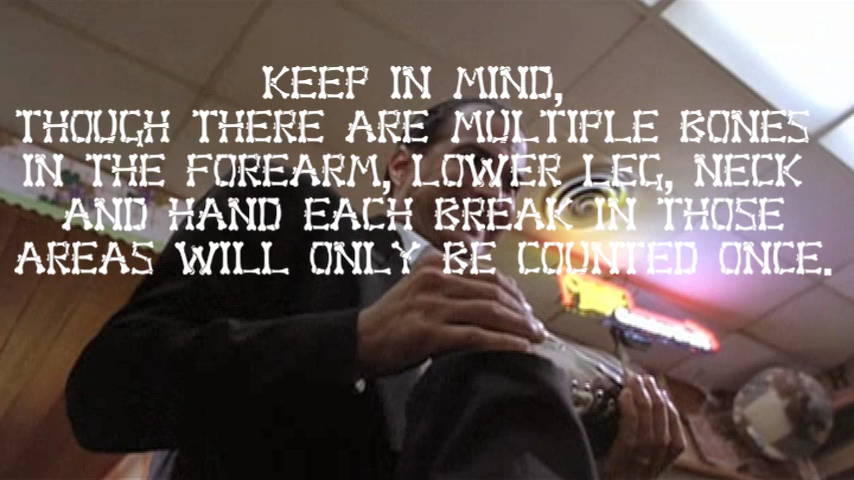 KEEP IN MIND,
THOUGH THERE ARE MULTIPLE BONES
IN THE FOREARM, LOWER LEG, NECK
AND HAND EACH BREAK IN THOSE
AREAS WILL ONLY BE COUNTED ONCE.